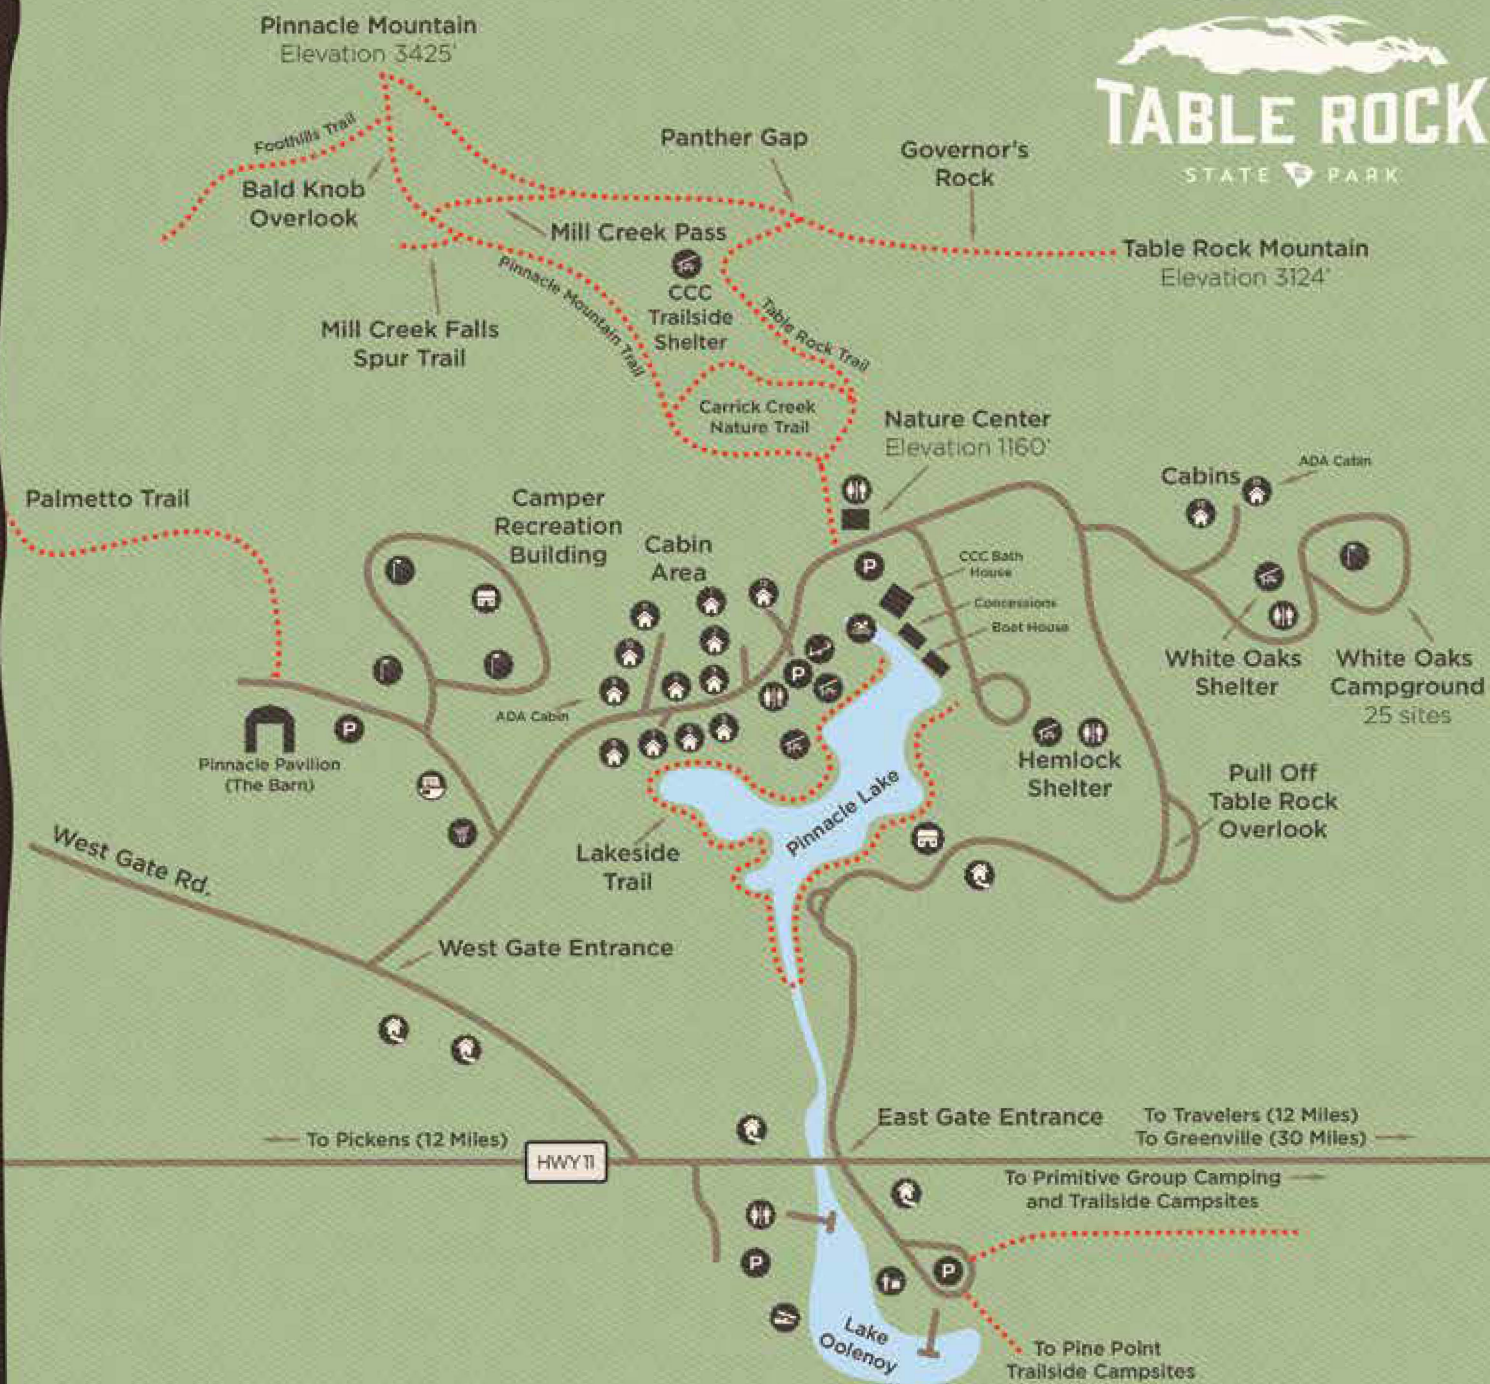 Pinnacle Mountain
Elevation 3425'
TABLE ROCK
STATE PARK
Foothills Trail
Panther Gap
Governor's
Rock
Bald Knob
Overlook
Mill Creek Pass
Table Rock Mountain
Elevation 3124'
Pinnacle Mountain Trail
CCC
Trailside
Shelter
Table Rock Trail
Mill Creek Falls
Spur Trail
Carrick Creek
Nature Trail
Nature Center
Elevation 1160'
Cabins
ADA Cabin
Palmetto Trail
Camper
Recreation
Building
Cabin
Area
P
CCC Bath
House
Concessions
Boat House
White Oaks
Shelter
White Oaks
Campground
25 sites
P
ADA Cabin
P
Pinnacle Pavilion
(The Barn)
Hemlock
Shelter
Pull Off
Table Rock
Overlook
Pinnacle Lake
West Gate Rd.
Lakeside
Trail
West Gate Entrance
East Gate Entrance
To Travelers (12 Miles)
To Greenville (30 Miles)
To Pickens (12 Miles)
HWY 11
To Primitive Group Camping
and Trailside Campsites
P
P
Lake
Oolenoy
To Pine Point
Trailside Campsites